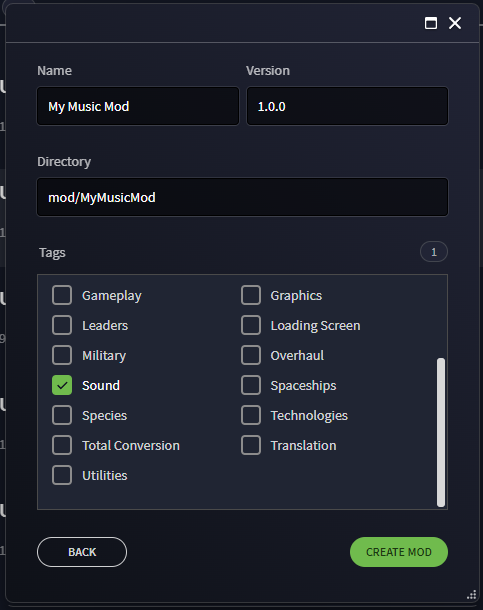 Name Version
My Music Mod 1.0.0
Directory
mod/MyMusicMod
Tags 1
Gameplay Graphics
Leaders Loading Screen
Military Overhaul
Sound Spaceships
Species Technologies
Total Conversion Translation
Utilities
BACK CREATE MOD